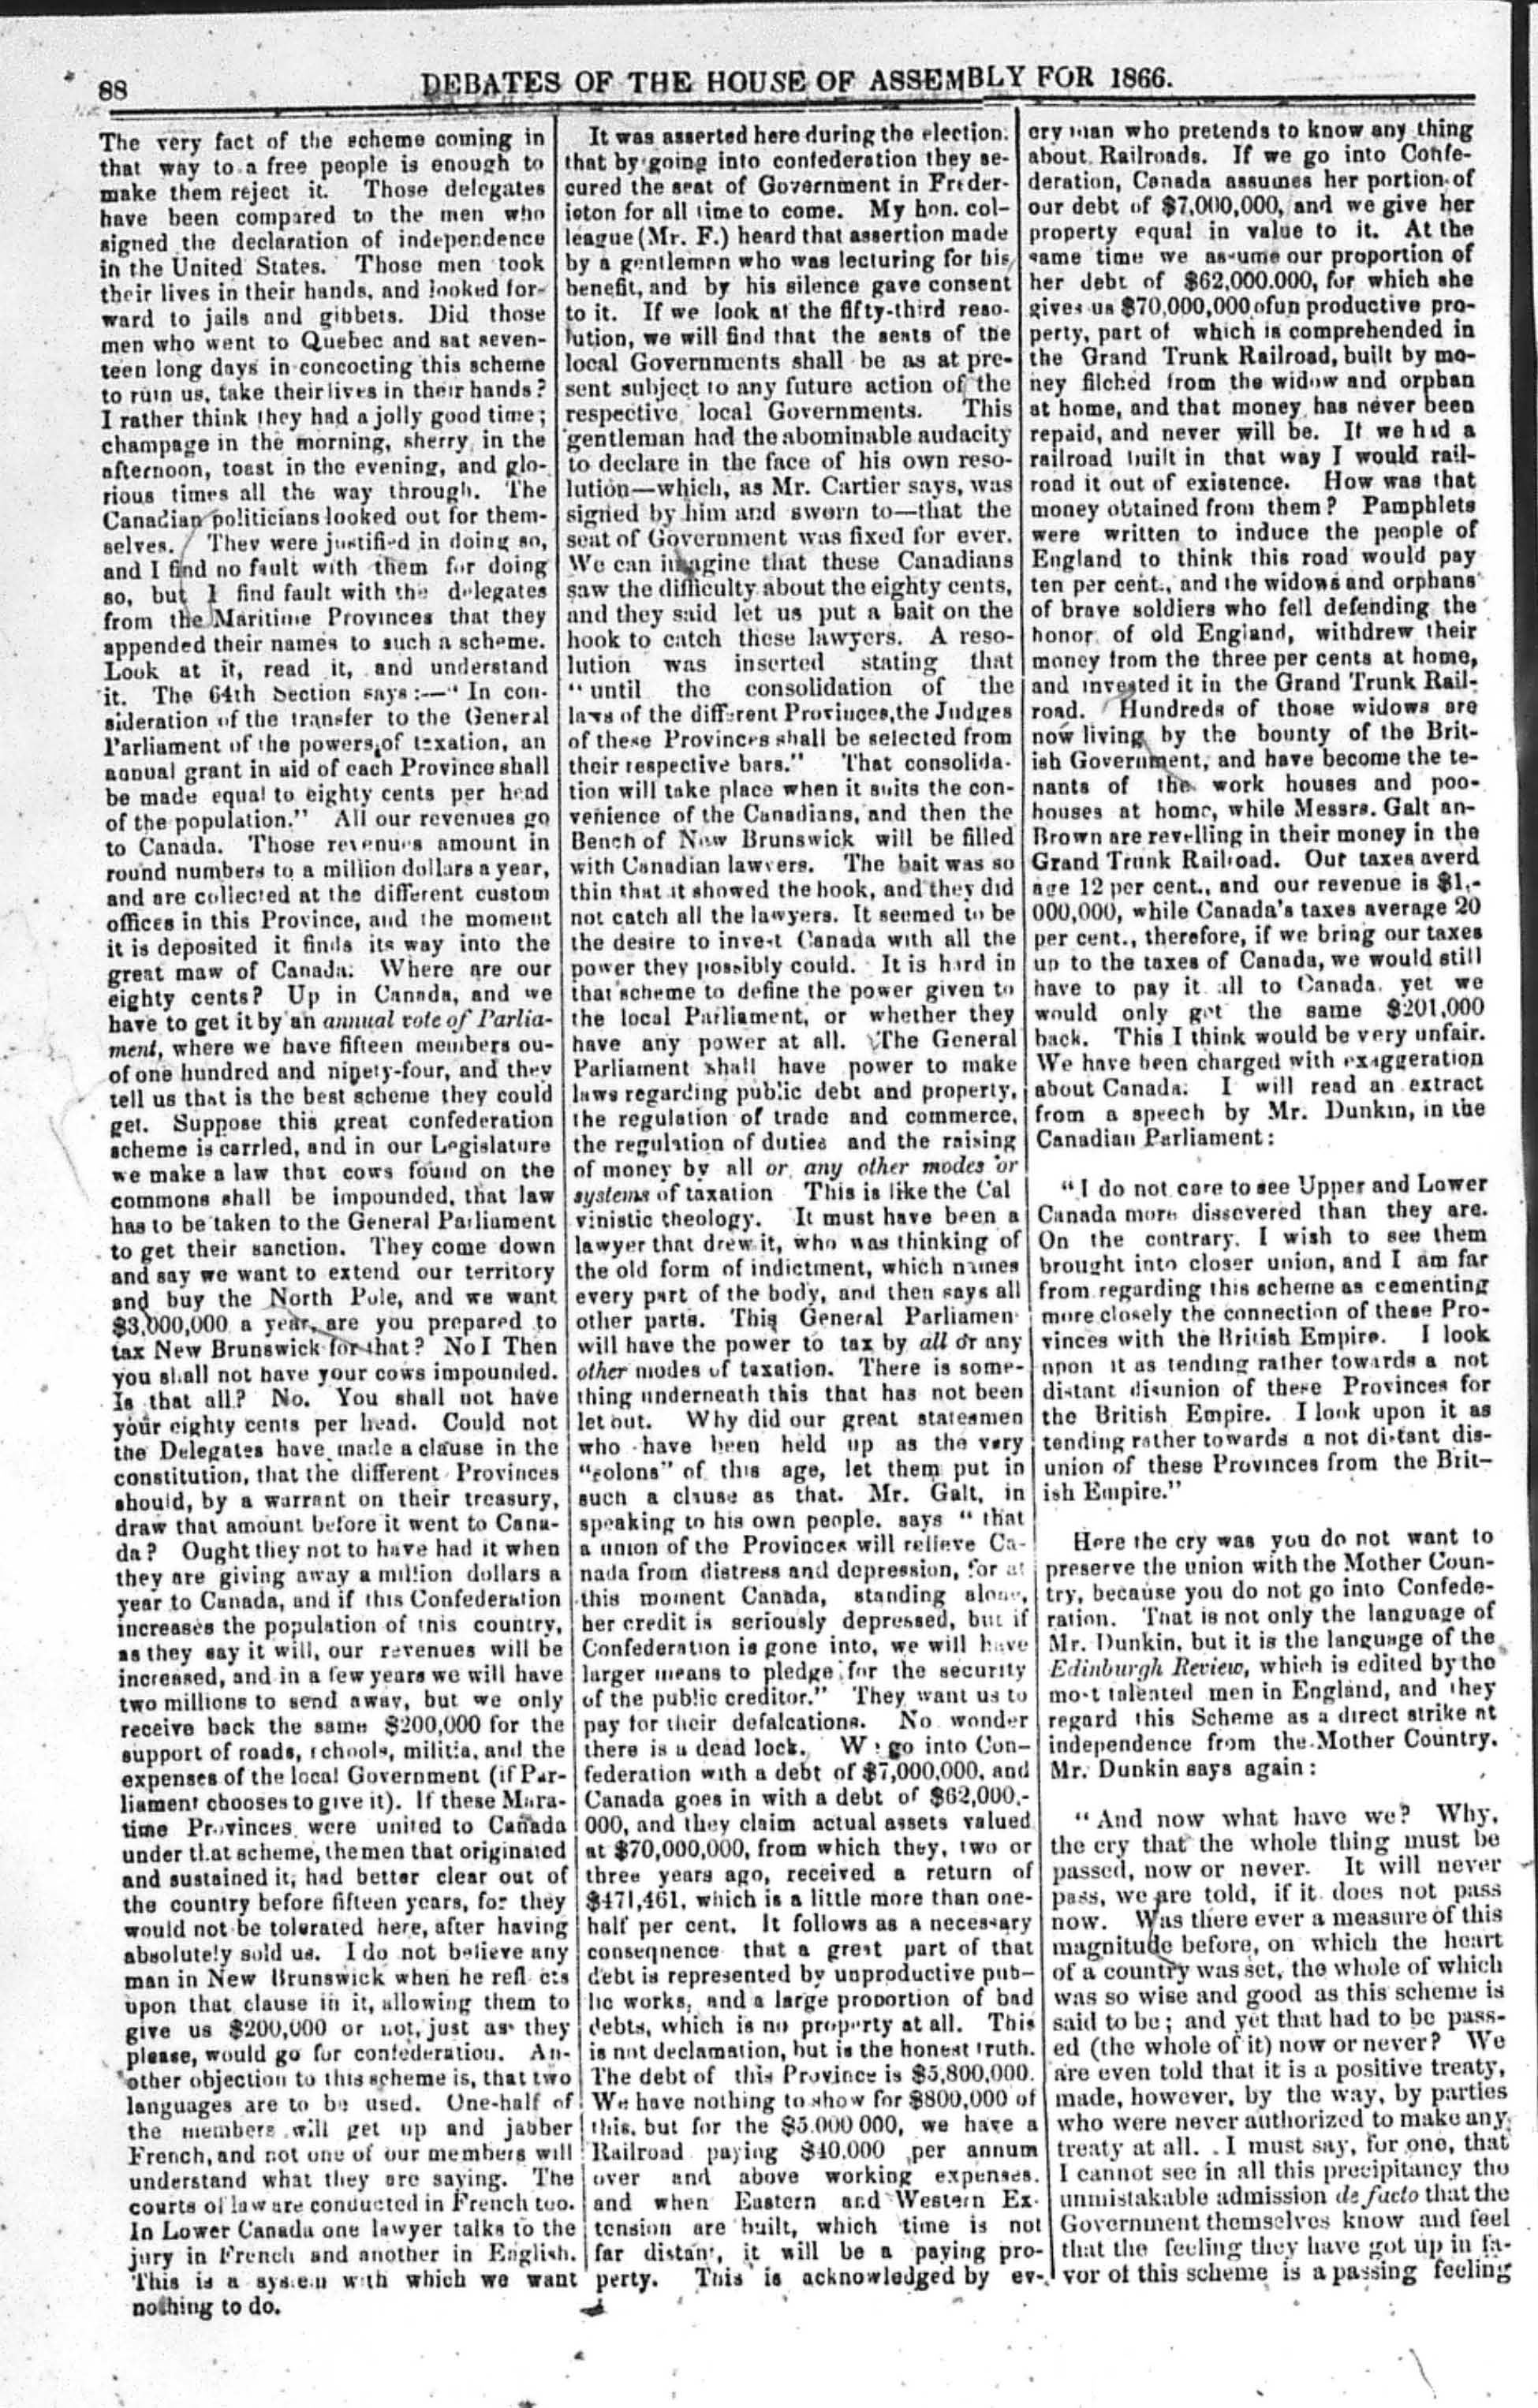 88
DEBATES OF THE HOUSE OF ASSEMBLY FOR 1866.
The very fact of the scheme coming in
that way to a free people is enough to
make them reject it. Those delegates
have been compared to the men who
signed the declaration of independence
in the United States. Those men took
their lives in their hands, and looked for-
ward to jails and gibbets. Did those
men who went to Quebec and sat seven-
teen long days in concocting this scheme
to ruin us, take their lives in their hands?
I rather think they had a jolly good time;
champage in the morning, sherry in the
afternoon, toast in the evening, and glo-
rious times all the way through. The
Canadian politicians looked out for them-
selves. They were justified in doing so,
and I find no fault with them for doing
so, but I find fault with the delegates
from the Maritime Provinces that they
appended their names to such a scheme.
Look at it, read it, and understand
it. The 64th Section says:—"In con-
sideration of the transfer to the General
Parliament of the powers of taxation, an
annual grant in aid of each Province shall
be made equal to eighty cents per head
of the population." All our revenues go
to Canada. Those revenues amount in
round numbers to a million dollars a year,
and are collected at the different custom
offices in this Province, and the moment
it is deposited it finds its way into the
great maw of Canada. Where are our
eighty cents? Up in Canada, and we
have to get it by an annual vote of Parlia-
ment, where we have fifteen members ou-
of one hundred and ninety-four, and they
tell us that is the best scheme they could
get. Suppose this great confederation
scheme is carrled, and in our Legislature
we make a law that cows found on the
commons shall be impounded, that law
has to be taken to the General Parliament
to get their sanction. They come down
and say we want to extend our territory
and buy the North Pole, and we want
$3,000,000 a year, are you prepared to
tax New Brunswick for that? No! Then
you shall not have your cows impounded.
Is that all? No. You shall not have
your eighty cents per head. Could not
the Delegates have made a clause in the
constitution, that the different Provinces
should, by a warrant on their treasury,
draw that amount before it went to Cana-
da? Ought they not to have had it when
they are giving away a million dollars a
year to Canada, and if this Confederation
increases the population of this country,
as they say it will, our revenues will be
increased, and in a few years we will have
two millions to send away, but we only
receive back the same $200,000 for the
support of roads, schools, militia, and the
expenses of the local Government (if Par-
liament chooses to give it). If these Mara-
time Provinces were united to Canada
under that scheme, the men that originated
and sustained it, had better clear out of
the country before fifteen years, for they
would not be tolerated here, after having
absolutely sold us. I do not believe any
man in New Brunswick when he reflects
upon that clause in it, allowing them to
give us $200,000 or not, just as they
please, would go for confederation. An-
other objection to this scheme is, that two
languages are to be used. One-half of
the members will get up and jabber
French, and not one of our members will
understand what they are saying. The
courts of law are conducted in French too.
In Lower Canada one lawyer talks to the
jury in French and another in English.
This is a system with which we want
nothing to do.
It was asserted here during the election,
that by going into confederation they se-
cured the seat of Government in Freder-
icton for all time to come. My hon. col-
league (Mr. F.) heard that assertion made
by a gentlemen who was lecturing for his
benefit, and by his silence gave consent
to it. If we look at the fifty-third reso-
lution, we will find that the seats of the
local Governments shall be as at pre-
sent subject to any future action of the
respective local Governments. This
gentleman had the abominable audacity
to declare in the face of his own reso-
lution—which, as Mr. Cartier says, was
signed by him and sworn to—that the
seat of Government was fixed for ever.
We can imagine that these Canadians
saw the difficulty about the eighty cents,
and they said let us put a bait on the
hook to catch these lawyers. A reso-
lution was inserted stating that
"until the consolidation of the
laws of the different Provinces, the Judges
of these Provinces shall be selected from
their respective bars." That consolida-
tion will take place when it suits the con-
venience of the Canadians, and then the
Bench of New Brunswick will be filled
with Canadian lawyers. The bait was so
thin that it showed the hook, and they did
not catch all the lawyers. It seemed to be
the desire to invest Canada with all the
power they possibly could. It is hard in
that scheme to define the power given to
the local Parliament, or whether they
have any power at all. The General
Parliament shall have power to make
laws regarding public debt and property,
the regulation of trade and commerce,
the regulation of duties and the raising
of money by all or any other modes or
systems of taxation This is like the Cal
vinistic theology. It must have been a
lawyer that drew it, who was thinking of
the old form of indictment, which names
every part of the body, and then says all
other parts. This General Parliamen
will have the power to tax by all or any
other modes of taxation. There is some-
thing underneath this that has not been
let out. Why did our great statesmen
who have been held up as the very
"colons" of this age, let them put in
such a clause as that. Mr. Galt, in
speaking to his own people, says "that
a union of the Provinces will relieve Ca-
nada from distress and depression, for at
this moment Canada, standing alone,
her credit is seriously depressed, but if
Confederation is gone into, we will have
larger means to pledge for the security
of the public creditor." They want us to
pay for their defalcations. No wonder
there is a dead lock. We go into Con-
federation with a debt of $7,000,000, and
Canada goes in with a debt of $62,000,-
000, and they claim actual assets valued
at $70,000,000, from which they, two or
three years ago, received a return of
$471,461, which is a little more than one-
half per cent. It follows as a necessary
conseqnence that a great part of that
debt is represented by unproductive pub-
lic works, and a large proportion of bad
debts, which is no property at all. This
is not declamation, but is the honest truth.
The debt of this Province is $5,800,000.
We have nothing to show for $800,000 of
this, but for the $5.000 000, we have a
Railroad paying $40.000 per annum
over and above working expenses.
and when Eastern and Western Ex-
tension are built, which time is not
far distant, it will be a paying pro-
perty. This is acknowledged by ev-
ery man who pretends to know any thing
about Railroads. If we go into Confe-
deration, Canada assumes her portion of
our debt of $7,000,000, and we give her
property equal in value to it. At the
same time we assume our proportion of
her debt of $62,000.000, for which she
gives us $70,000,000 of un productive pro-
perty, part of which is comprehended in
the Grand Trunk Railroad, built by mo-
ney filched from the widow and orphan
at home, and that money has never been
repaid, and never will be. If we had a
railroad built in that way I would rail-
road it out of existence. How was that
money obtained from them? Pamphlets
were written to induce the people of
England to think this road would pay
ten per cent., and the widows and orphans
of brave soldiers who fell defending the
honor of old England, withdrew their
money from the three per cents at home,
and invested it in the Grand Trunk Rail-
road. Hundreds of those widows are
now living by the bounty of the Brit-
ish Government, and have become the te-
nants of the work houses and poo-
houses at home, while Messrs. Galt an-
Brown are revelling in their money in the
Grand Trunk Railroad. Our taxes averd
age 12 per cent., and our revenue is $1,-
000,000, while Canada's taxes average 20
per cent., therefore, if we bring our taxes
up to the taxes of Canada, we would still
have to pay it all to Canada, yet we
would only get the same $201,000
back. This I think would be very unfair.
We have been charged with exaggeration
about Canada. I will read an extract
from a speech by Mr. Dunkin, in the
Canadian Parliament:
"I do not care to see Upper and Lower
Canada more dissevered than they are.
On the contrary, I wish to see them
brought into closer union, and I am far
from regarding this scheme as cementing
more closely the connection of these Pro-
vinces with the British Empire. I look
upon it as tending rather towards a not
distant disunion of these Provinces for
the British Empire. I look upon it as
tending rather towards a not distant dis-
union of these Provinces from the Brit-
ish Empire."
Here the cry was you do not want to
preserve the union with the Mother Coun-
try, because you do not go into Confede-
ration. That is not only the language of
Mr. Dunkin, but it is the language of the
Edinburgh Review, which is edited by the
most talented men in England, and they
regard this Scheme as a direct strike at
independence from the Mother Country.
Mr. Dunkin says again:
"And now what have we? Why,
the cry that the whole thing must be
passed, now or never. It will never
pass, we are told, if it does not pass
now. Was there ever a measure of this
magnitude before, on which the heart
of a country was set, the whole of which
was so wise and good as this scheme is
said to be; and yet that had to be pass-
ed (the whole of it) now or never? We
are even told that it is a positive treaty,
made, however, by the way, by parties
who were never authorized to make any
treaty at all. I must say, for one, that
I cannot see in all this precipitancy the
unmistakable admission de facto that the
Government themselves know and feel
that the feeling they have got up in fa-
vor of this scheme is a passing feeling